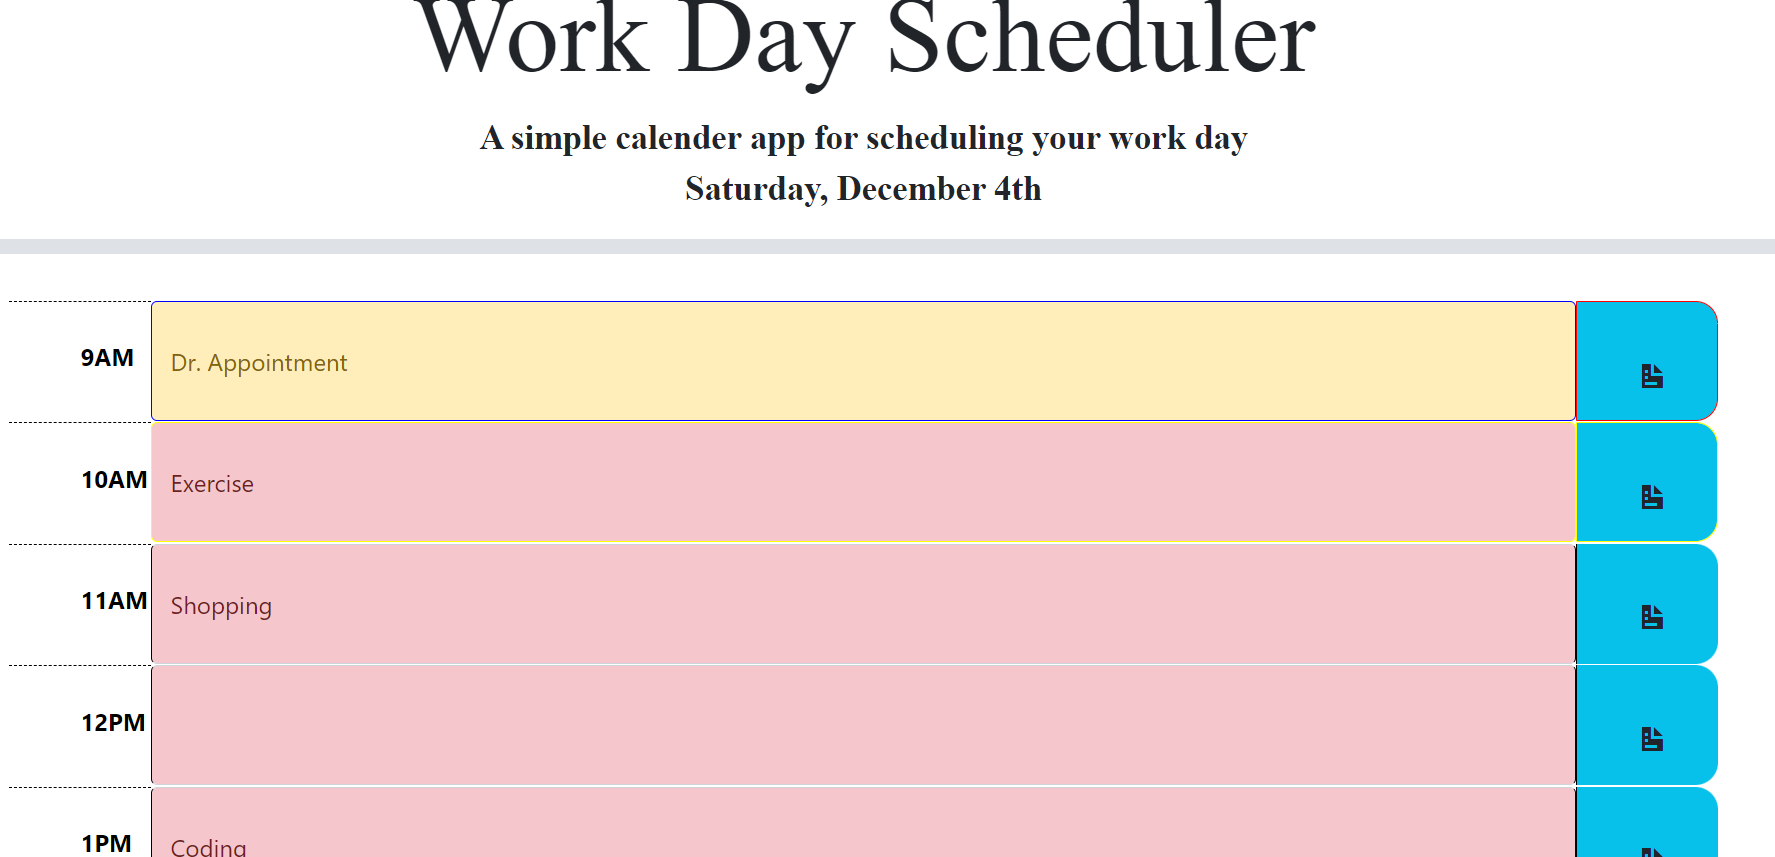 Work Day Scheduler
A simple calender app for scheduling your work day
Saturday, December 4th
9AM
Dr. Appointment
10AM
Exercise
11AM
Shopping
12PM
1PM
Coding